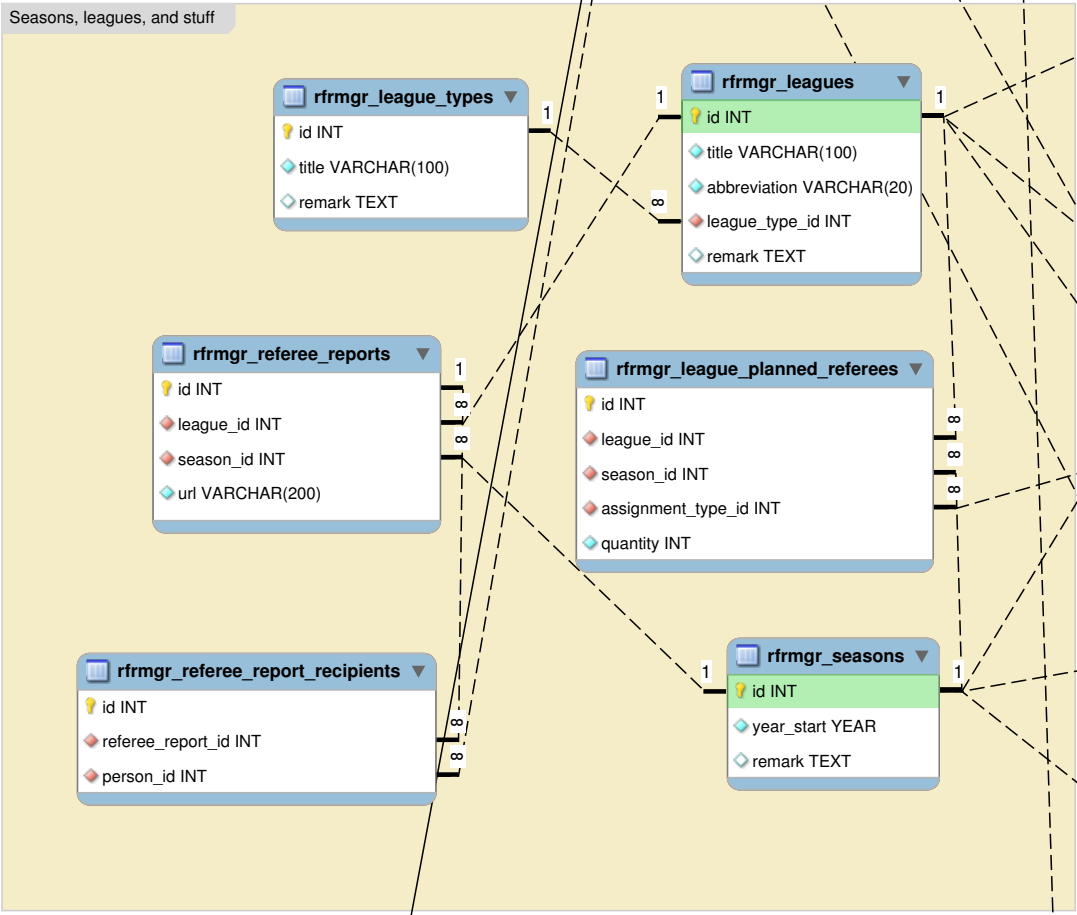 Seasons, leagues, and stuff
rfrmgr_league_types
id INT
title VARCHAR(100)
remark TEXT
1
1
∞
rfrmgr_leagues
id INT
title VARCHAR(100)
abbreviation VARCHAR(20)
league_type_id INT
remark TEXT
1
rfrmgr_referee_reports
id INT
league_id INT
season_id INT
url VARCHAR(200)
1
∞
∞
rfrmgr_league_planned_referees
id INT
league_id INT
season_id INT
assignment_type_id INT
quantity INT
∞
∞
∞
rfrmgr_referee_report_recipients
id INT
referee_report_id INT
person_id INT
∞
∞
1
rfrmgr_seasons
id INT
year_start YEAR
remark TEXT
1